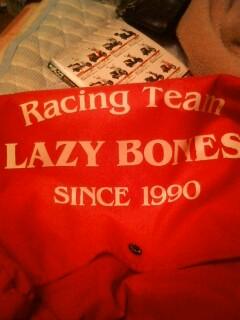 Racing Team
LAZY BONES
SINCE 1990